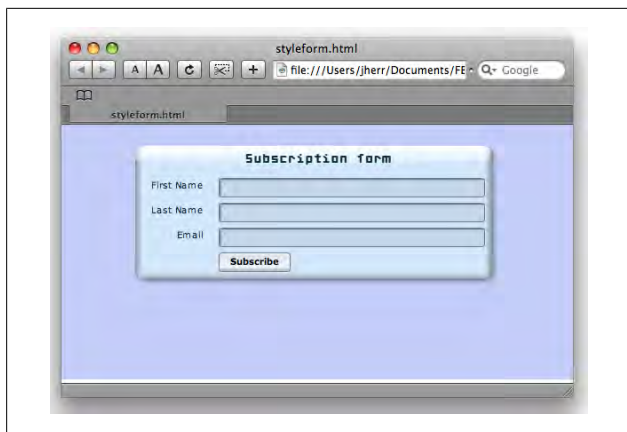 styleform.html
A A
file:///Users/jherr/Documents/FE
Google
styleform.html
Subscription form
First Name
Last Name
Email
Subscribe